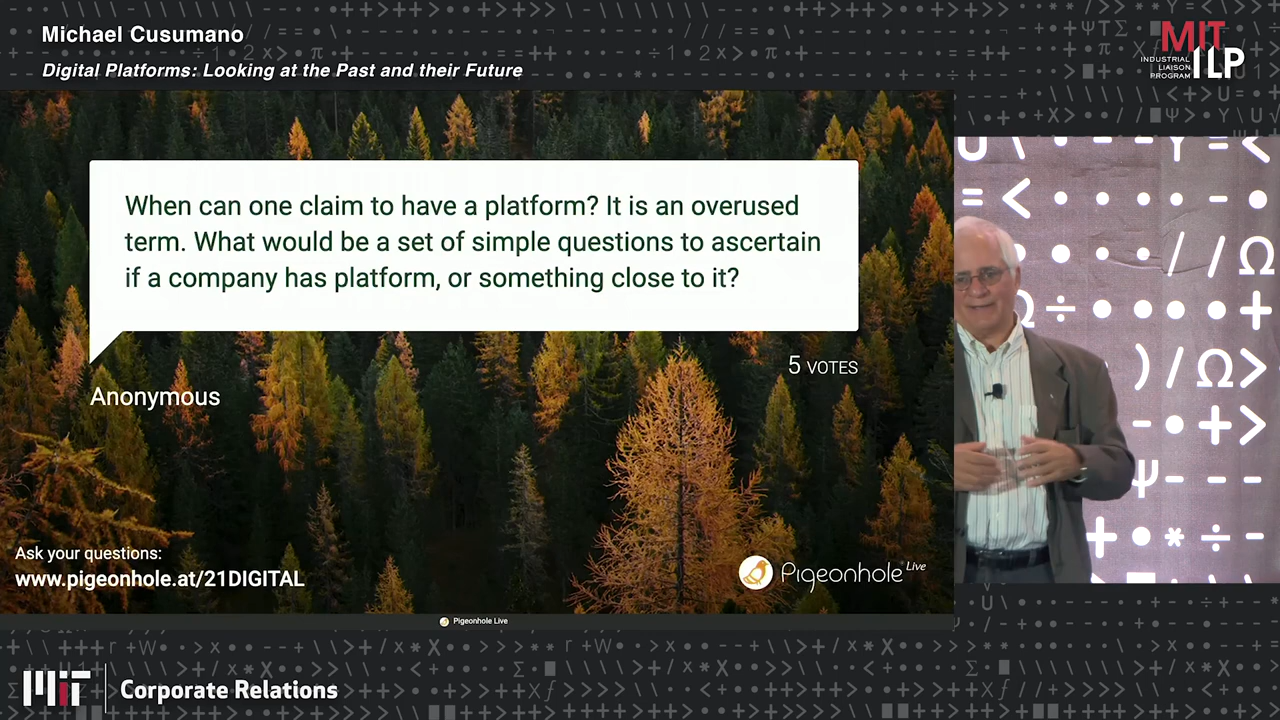 Michael Cusumano
Digital Platforms: Looking at the Past and their Future
MIT
INDUSTRIAL
LIAISON
PROGRAM
ILP
When can one claim to have a platform? It is an overused
term. What would be a set of simple questions to ascertain
if a company has platform, or something close to it?
5 VOTES
Anonymous
Ask your questions:
www.pigeonhole.at/21DIGITAL
Pigeonhole Live
Pigeonhole Live
MIT
Corporate Relations